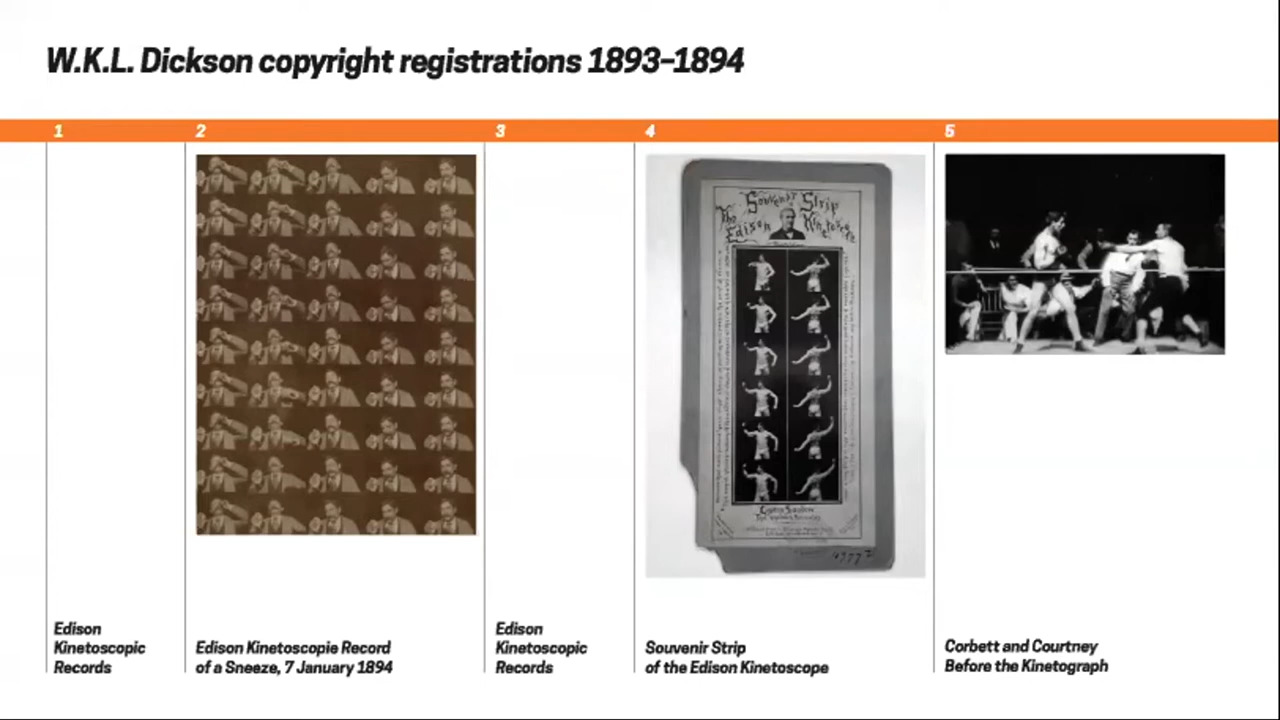 W.K.L. Dickson copyright registrations 1893–1894
1
2
3
4
5
The Souvenir Strip
Edison Kinetoscope
Edison
Kinetoscopic
Records
Edison Kinetoscopie Record
of a Sneeze, 7 January 1894
Edison
Kinetoscopic
Records
Souvenir Strip
of the Edison Kinetoscope
Corbett and Courtney
Before the Kinetograph